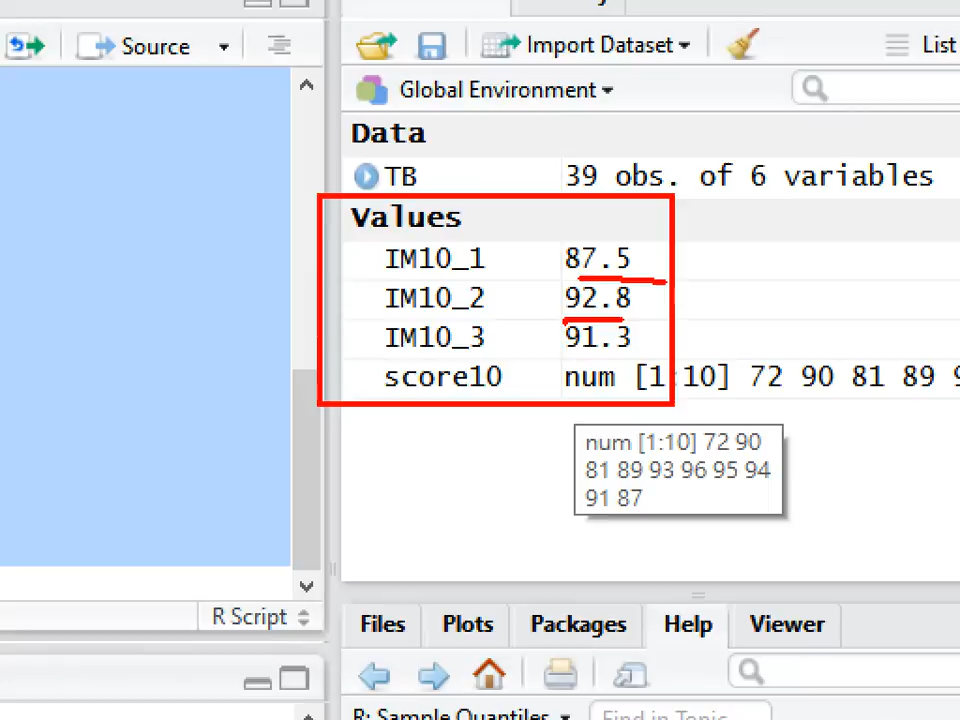 Source
Import Dataset
List
Global Environment
Data
TB 39 obs. of 6 variables
Values
IM10_1 87.5
IM10_2 92.8
IM10_3 91.3
score10 num [1:10] 72 90 81 89 9
num [1:10] 72 90
81 89 93 96 95 94
91 87
R Script
Files Plots Packages Help Viewer
R: Sample Quantiles
Find in Topic